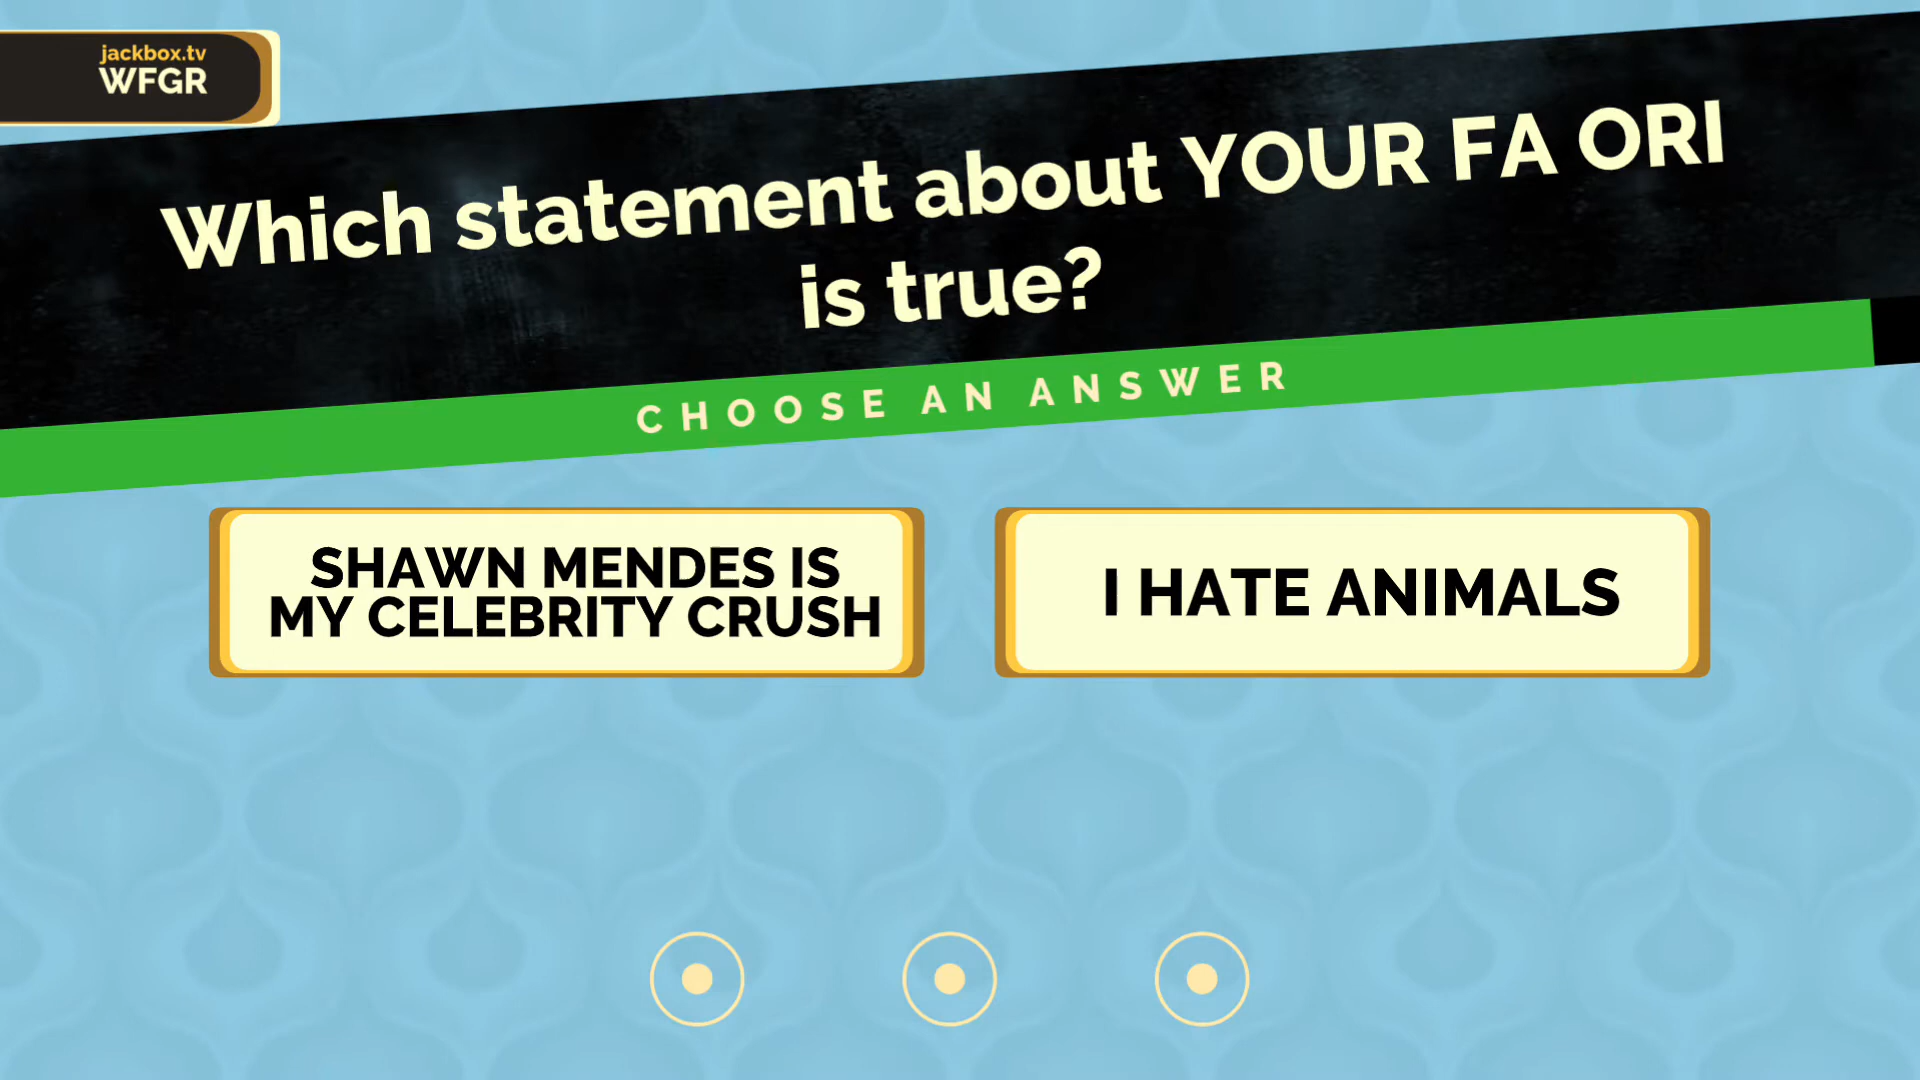 jackbox.tv
WFGR
Which statement about YOUR FA ORI
is true?
CHOOSE AN ANSWER
SHAWN MENDES IS
MY CELEBRITY CRUSH
I HATE ANIMALS